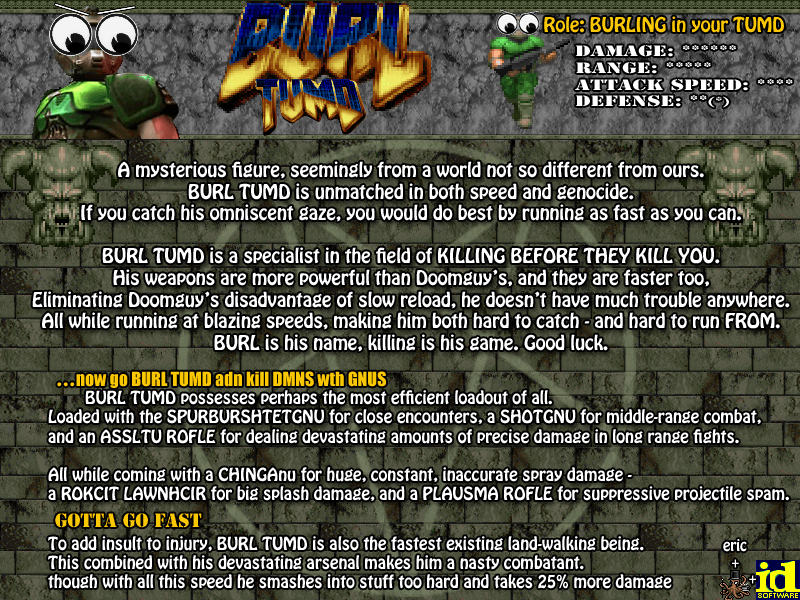 BURL
TUMD
Role: BURLING in your TUMD
DAMAGE: ******
RANGE: *****
ATTACK SPEED: ****
DEFENSE: **(*)
A mysterious figure, seemingly from a world not so different from ours.
BURL TUMD is unmatched in both speed and genocide.
If you catch his omniscent gaze, you would do best by running as fast as you can.
BURL TUMD is a specialist in the field of KILLING BEFORE THEY KILL YOU.
His weapons are more powerful than Doomguy's, and they are faster too,
Eliminating Doomguy's disadvantage of slow reload, he doesn't have much trouble anywhere.
All while running at blazing speeds, making him both hard to catch - and hard to run FROM.
BURL is his name, killing is his game. Good luck.
...now go BURL TUMD adn kill DMNS wth GNUS
BURL TUMD possesses perhaps the most efficient loadout of all.
Loaded with the SPURBURSHTETGNU for close encounters, a SHOTGNU for middle-range combat,
and an ASSLTU ROFLE for dealing devastating amounts of precise damage in long range fights.
All while coming with a CHINGAnu for huge, constant, inaccurate spray damage -
a ROKCIT LAWNHCIR for big splash damage, and a PLAUSMA ROFLE for suppressive projectile spam.
GOTTA GO FAST
To add insult to injury, BURL TUMD is also the fastest existing land-walking being.
This combined with his devastating arsenal makes him a nasty combatant.
though with all this speed he smashes into stuff too hard and takes 25% more damage
eric
+
+
id
SOFTWARE